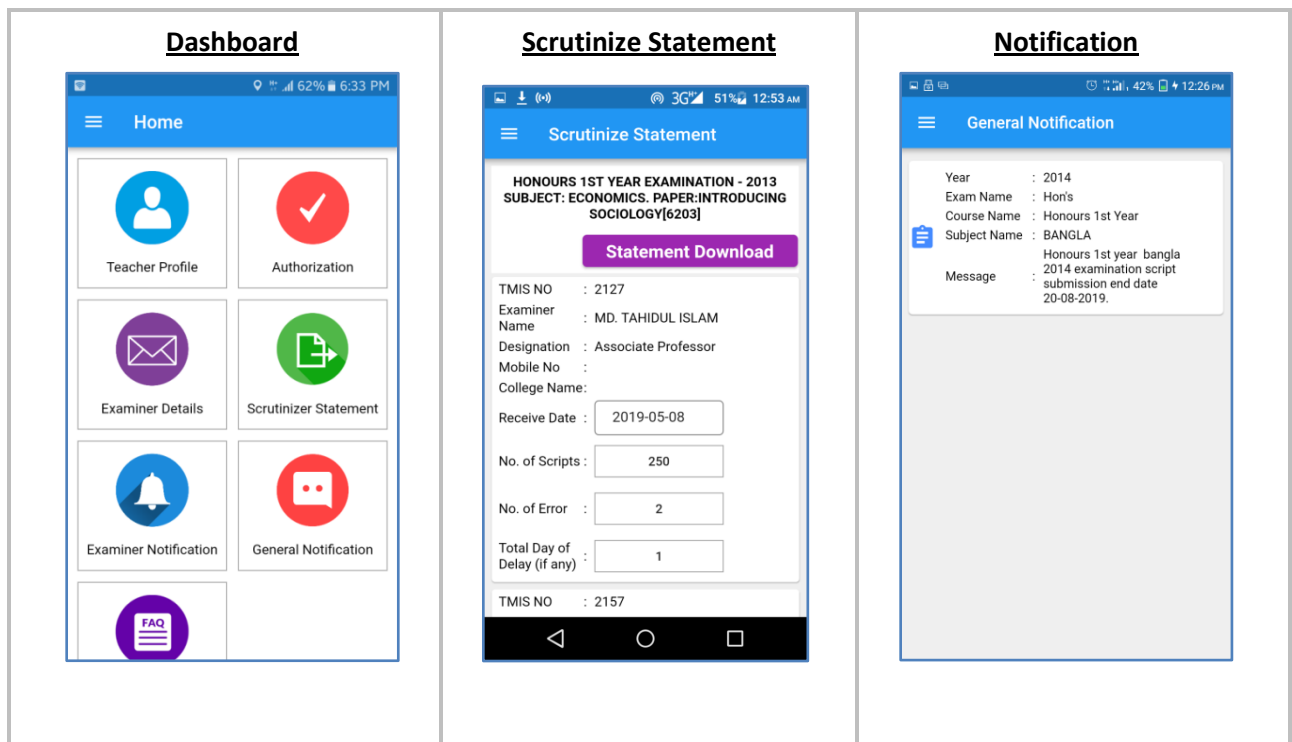 Dashboard
62% 6:33 PM
Home
Teacher Profile
Authorization
Examiner Details
Scrutinizer Statement
Examiner Notification
General Notification
FAQ
Scrutinize Statement
3G 51% 12:53 AM
Scrutinize Statement
HONOURS 1ST YEAR EXAMINATION - 2013
SUBJECT: ECONOMICS. PAPER:INTRODUCING
SOCIOLOGY[6203]
Statement Download
TMIS NO : 2127
Examiner
Name : MD. TAHIDUL ISLAM
Designation : Associate Professor
Mobile No :
College Name:
Receive Date : 2019-05-08
No. of Scripts : 250
No. of Error : 2
Total Day of
Delay (if any) : 1
TMIS NO : 2157
Notification
42% 12:26 PM
General Notification
Year : 2014
Exam Name : Hon's
Course Name : Honours 1st Year
Subject Name : BANGLA
Message : Honours 1st year bangla
2014 examination script
submission end date
20-08-2019.